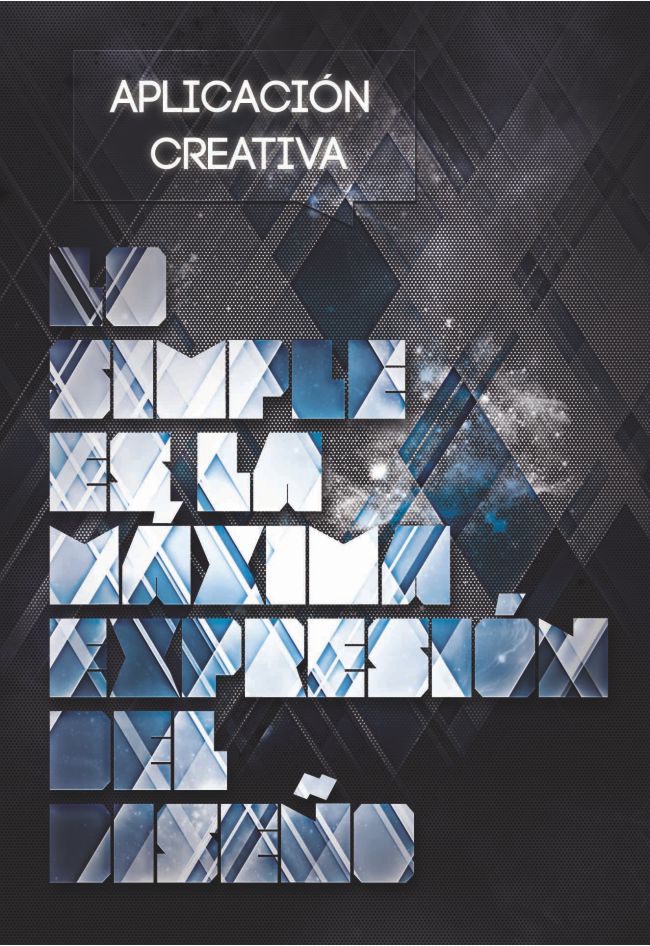 APLICACIÓN
CREATIVA
LO
SIMPLE
ES LA
MÁXIMA
EXPRESIÓN
DEL
DISEÑO